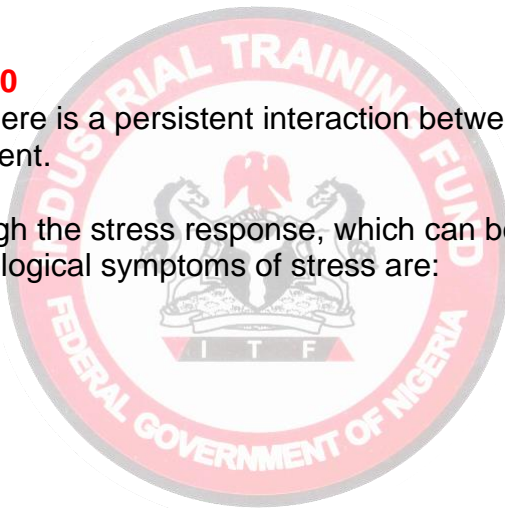 0
ere is a persistent interaction betwe
ent.
gh the stress response, which can b
logical symptoms of stress are:
INDUSTRIAL TRAINING FUND
I T F
FEDERAL GOVERNMENT OF NIGERIA